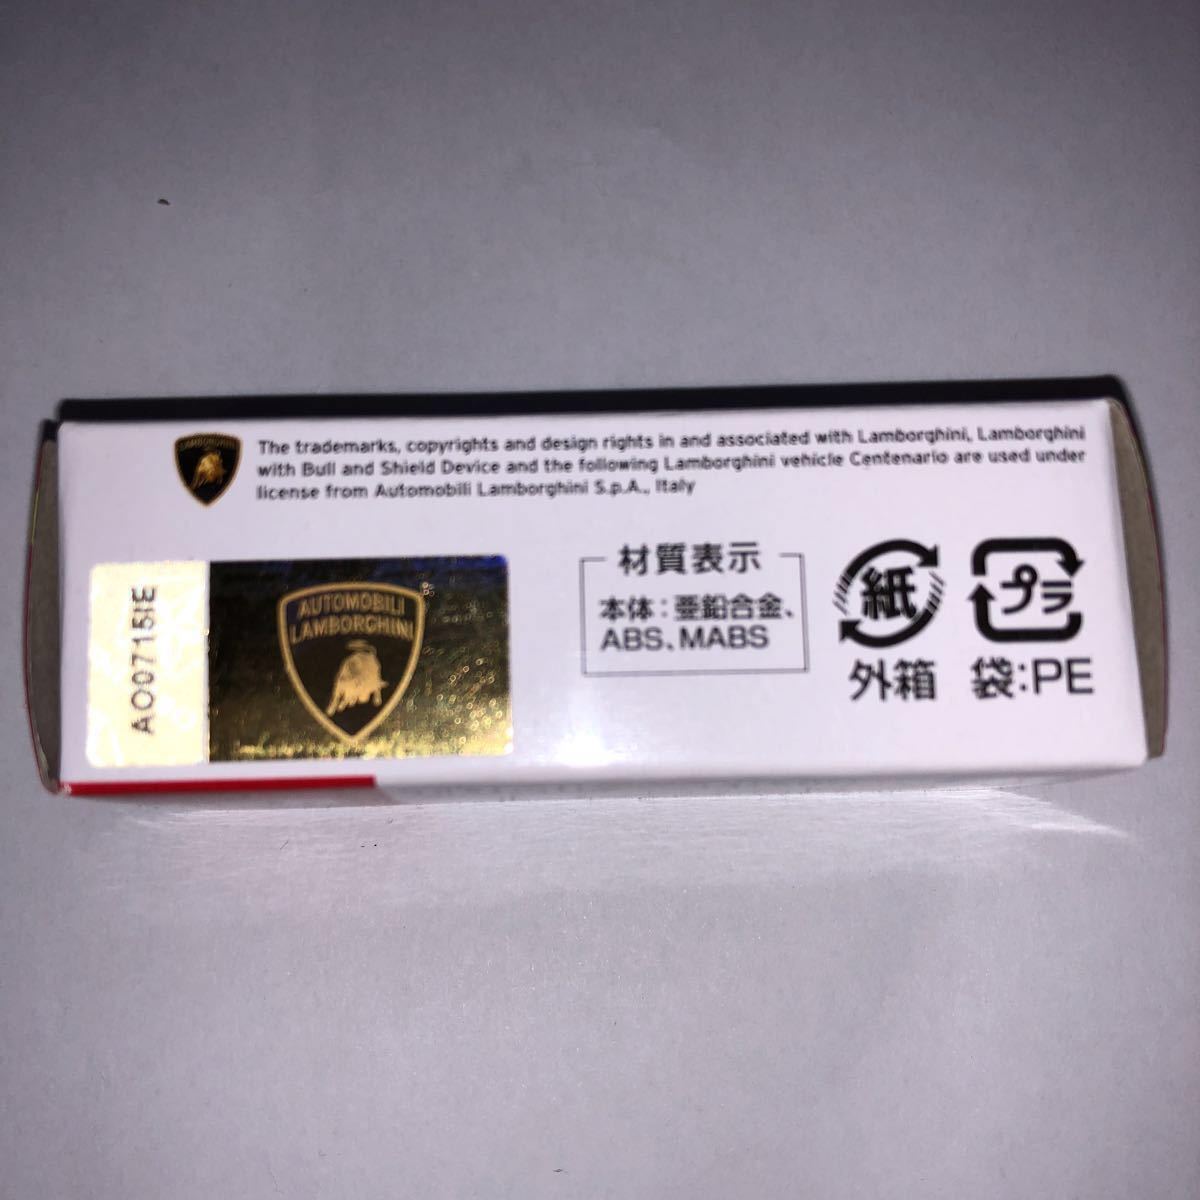 LAMBORGHINI
The trademarks, copyrights and design rights in and associated with Lamborghini, Lamborghini
with Bull and Shield Device and the following Lamborghini vehicle Centenario are used under
license from Automobili Lamborghini S.p.A., Italy
AO0715IE
AUTOMOBILI
LAMBORGHINI
材質表示
本体：亜鉛合金、
ABS、MABS
紙
外箱
プラ
袋：PE